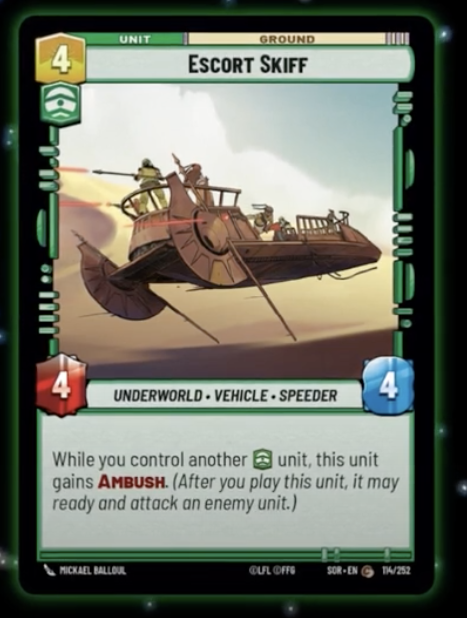 UNIT GROUND
4 ESCORT SKIFF
4 UNDERWORLD • VEHICLE • SPEEDER 4
While you control another unit, this unit
gains AMBUSH. (After you play this unit, it may
ready and attack an enemy unit.)
MICKAEL BALLOUL ©LFL ©FFG SOR • EN 114/252